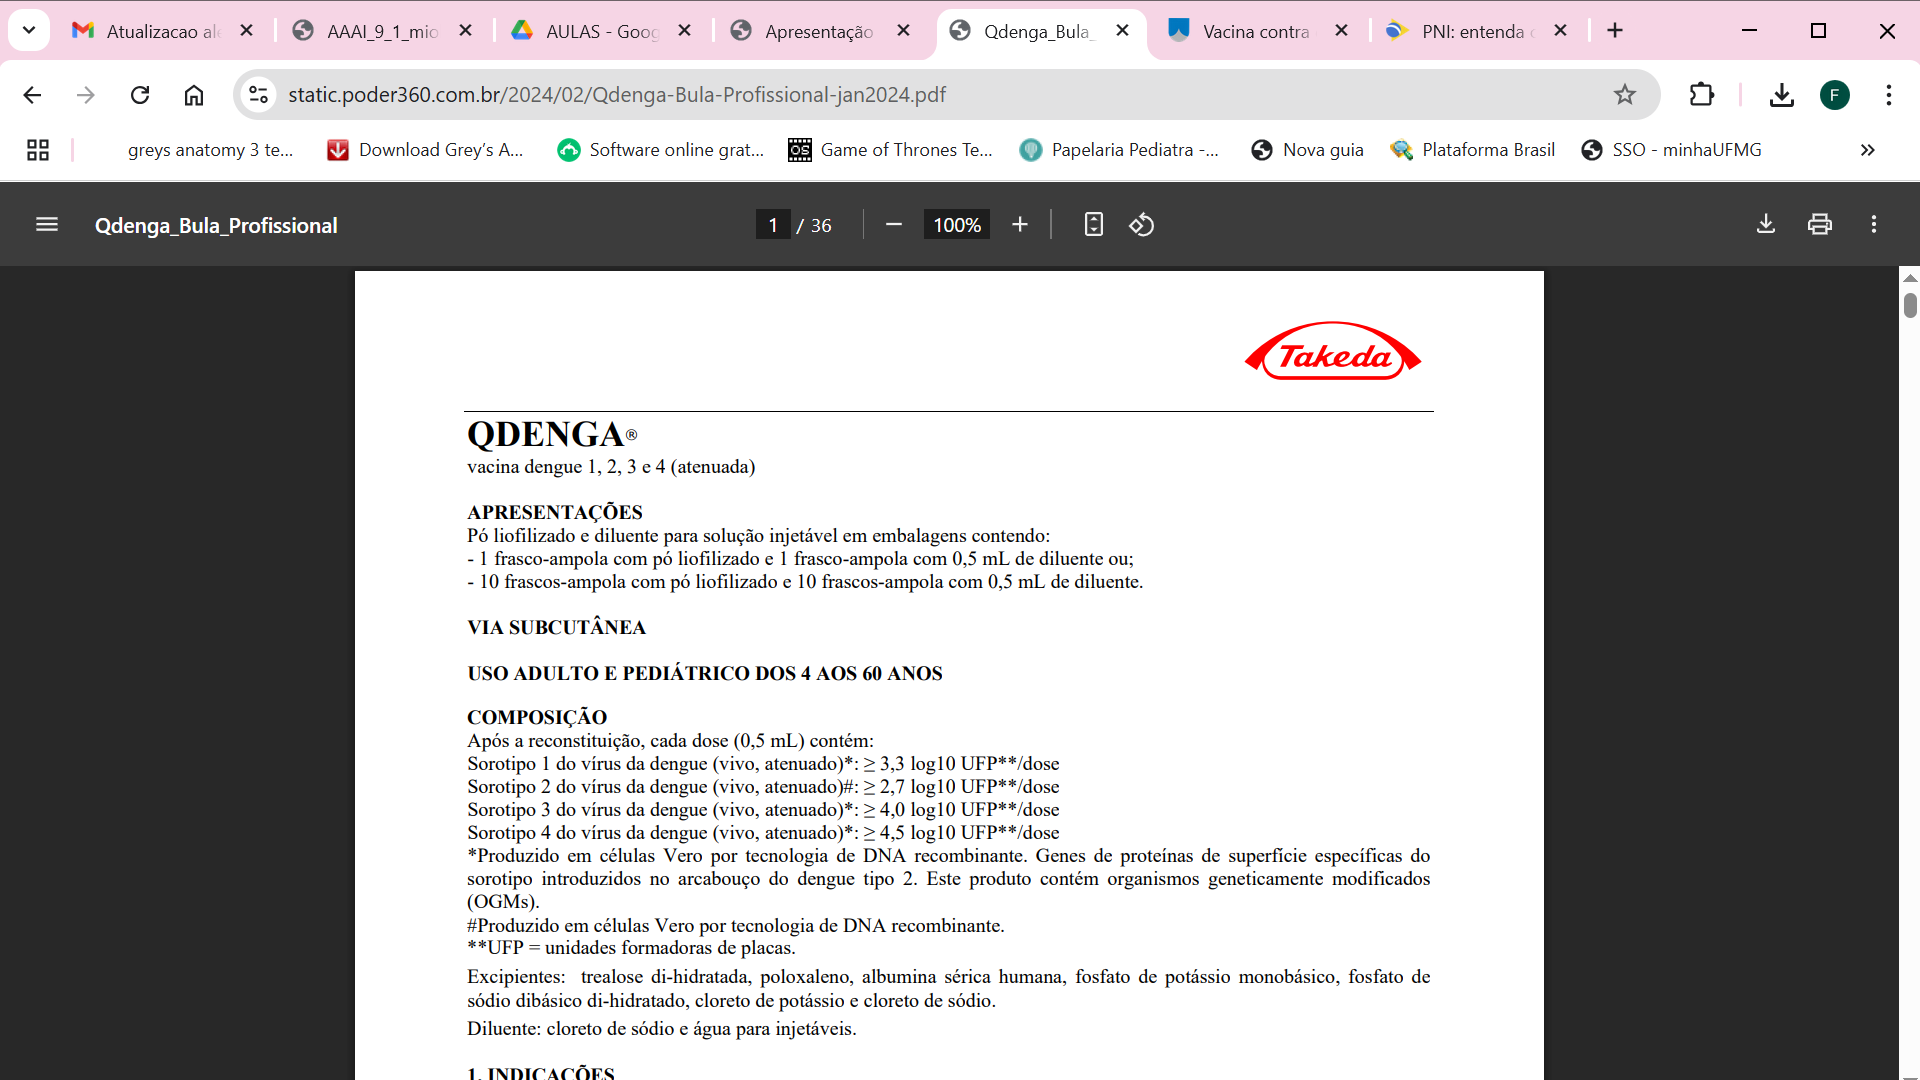 Atualizacao al
AAAI_9_1_mio
AULAS - Goog
Apresentação
Qdenga_Bula_
Vacina contra
PNI: entenda
static.poder360.com.br/2024/02/Qdenga-Bula-Profissional-jan2024.pdf
F
greys anatomy 3 te...
Download Grey's A...
Software online grat...
OS
Game of Thrones Te...
Papelaria Pediatra -...
Nova guia
Plataforma Brasil
SSO - minhaUFMG
Qdenga_Bula_Profissional
1 / 36
100%
Takeda
QDENGA®
vacina dengue 1, 2, 3 e 4 (atenuada)
APRESENTAÇÕES
Pó liofilizado e diluente para solução injetável em embalagens contendo:
- 1 frasco-ampola com pó liofilizado e 1 frasco-ampola com 0,5 mL de diluente ou;
- 10 frascos-ampola com pó liofilizado e 10 frascos-ampola com 0,5 mL de diluente.
VIA SUBCUTÂNEA
USO ADULTO E PEDIÁTRICO DOS 4 AOS 60 ANOS
COMPOSIÇÃO
Após a reconstituição, cada dose (0,5 mL) contém:
Sorotipo 1 do vírus da dengue (vivo, atenuado)*: ≥ 3,3 log10 UFP**/dose
Sorotipo 2 do vírus da dengue (vivo, atenuado)#: ≥ 2,7 log10 UFP**/dose
Sorotipo 3 do vírus da dengue (vivo, atenuado)*: ≥ 4,0 log10 UFP**/dose
Sorotipo 4 do vírus da dengue (vivo, atenuado)*: ≥ 4,5 log10 UFP**/dose
*Produzido em células Vero por tecnologia de DNA recombinante. Genes de proteínas de superfície específicas do
sorotipo introduzidos no arcabouço do dengue tipo 2. Este produto contém organismos geneticamente modificados
(OGMs).
#Produzido em células Vero por tecnologia de DNA recombinante.
**UFP = unidades formadoras de placas.
Excipientes: trealose di-hidratada, poloxaleno, albumina sérica humana, fosfato de potássio monobásico, fosfato de
sódio dibásico di-hidratado, cloreto de potássio e cloreto de sódio.
Diluente: cloreto de sódio e água para injetáveis.
1. INDICAÇÕES